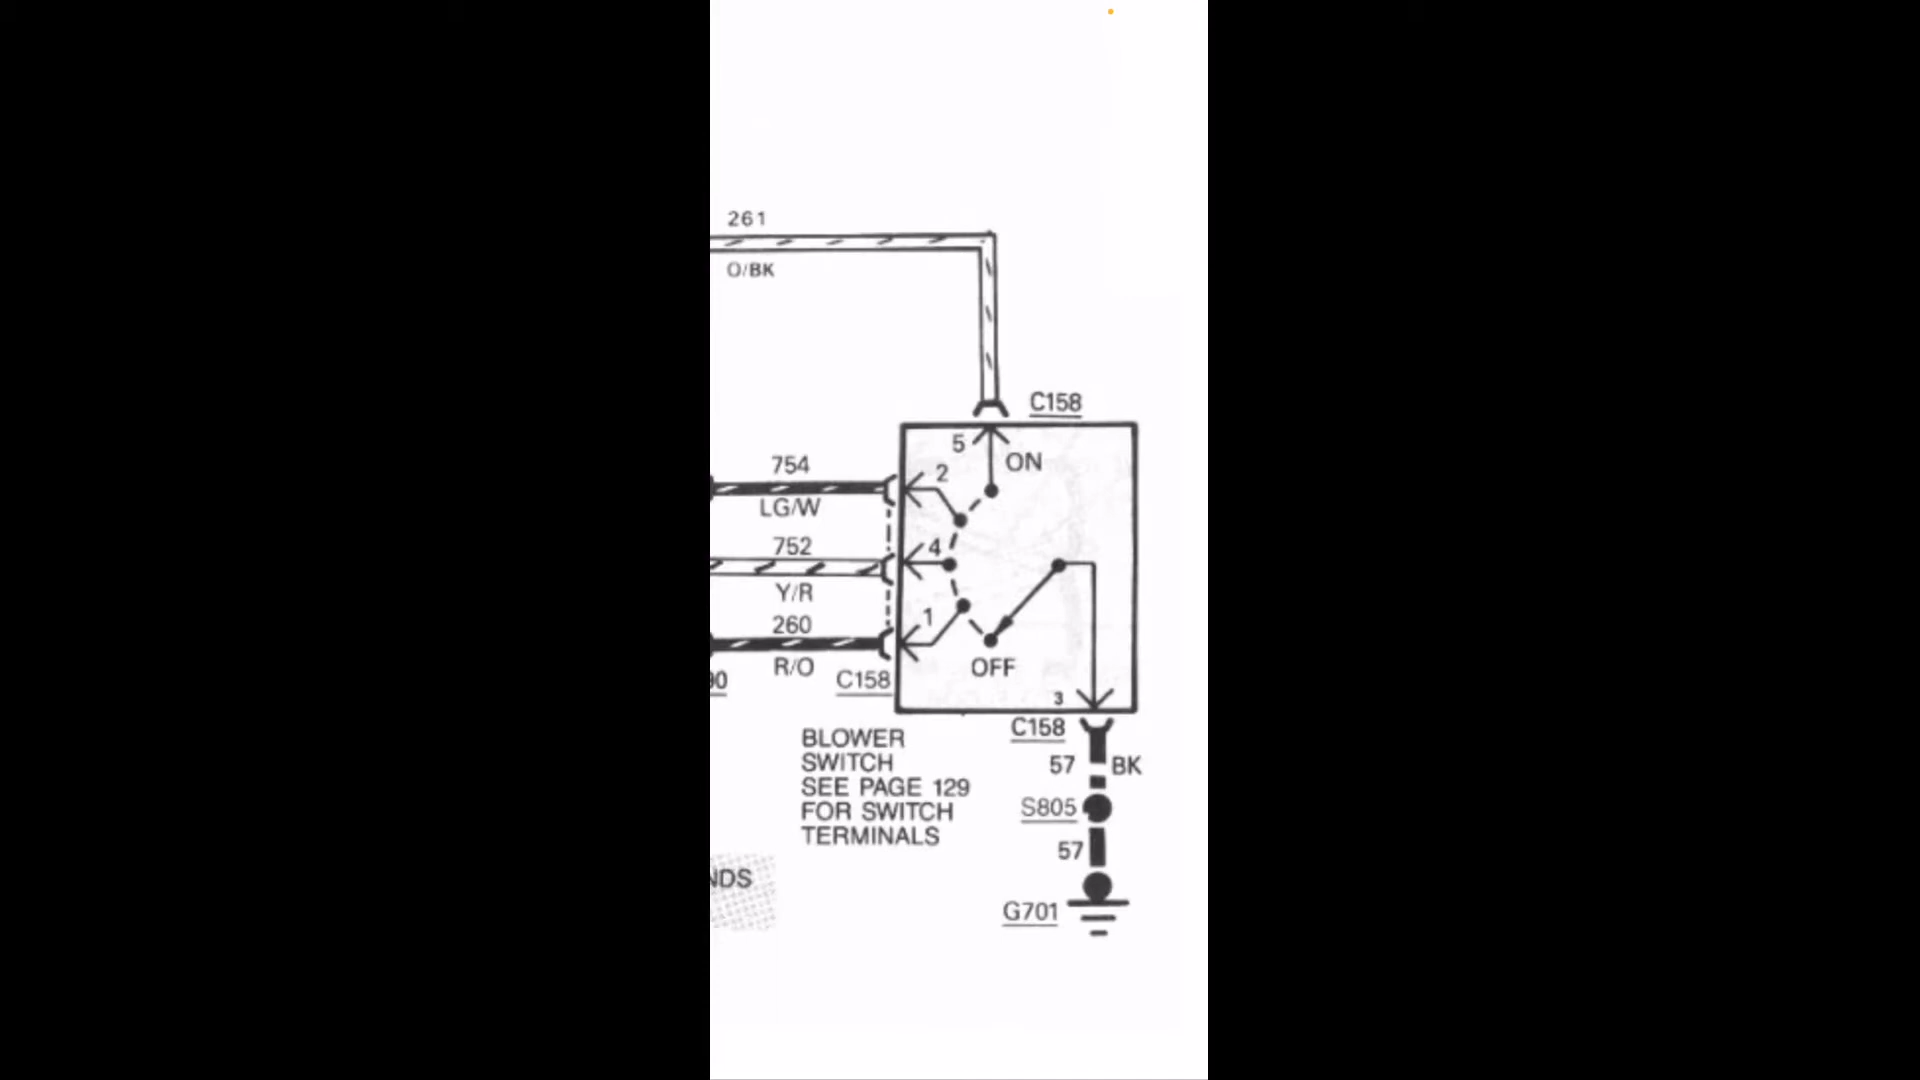 261
O/BK
C158
5
ON
2
754
LG/W
4
752
Y/R
1
260
R/O
C158
OFF
3
C158
BLOWER
SWITCH
SEE PAGE 129
FOR SWITCH
TERMINALS
57 BK
S805
57
NDS
G701